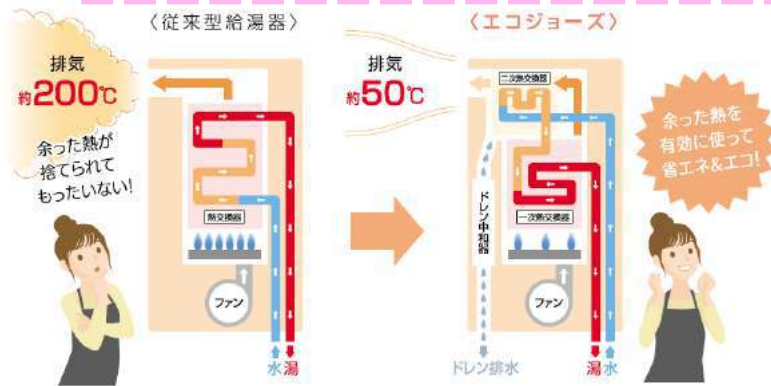 〈従来型給湯器〉
排気
約200℃
余った熱が
捨てられて
もったいない!
熱交換器
ファン
水 湯
〈エコジョーズ〉
排気
約50℃
二次熱交換器
ドレン中和器
一次熱交換器
ファン
ドレン排水
湯 水
余った熱を
有効に使って
省エネ&エコ!